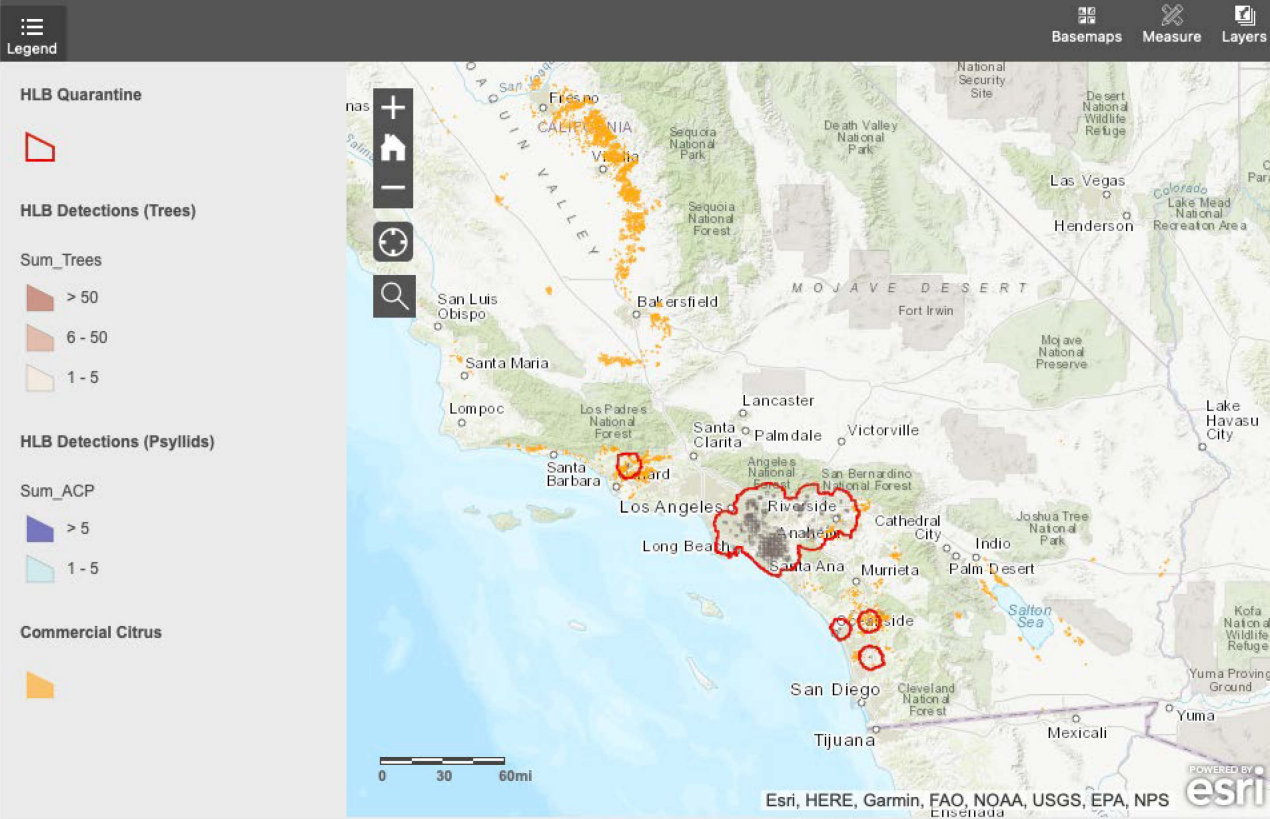 Legend
Basemaps
Measure
Layers
HLB Quarantine
HLB Detections (Trees)
Sum_Trees
> 50
6 - 50
1 - 5
HLB Detections (Psyllids)
Sum_ACP
> 5
1 - 5
Commercial Citrus
National
Security
Site
Desert
National
Wildlife
Refuge
Fresno
CALIFORNIA
Sequoia
National
Park
Death Valley
National
Park
Las Vegas
Henderson
Colorado
Lake Mead
National
Recreation Area
Sequoia
National
Forest
VALLEY
MOJAVE DESERT
Fort Irwin
San Luis
Obispo
Bakersfield
Mojave
National
Preserve
Santa Maria
Lompoc
Los Padres
National
Forest
Lancaster
Santa
Clarita
Palmdale
Victorville
Lake
Havasu
City
Santa
Barbara
Angeles
National
Forest
San Bernardino
National Forest
Los Angeles
Riverside
Anaheim
Long Beach
Santa Ana
Cathedral
City
Indio
Palm Desert
Joshua Tree
National
Park
Murrieta
Salton
Sea
Oceanside
Kofa
National
Wildlife
Refuge
San Diego
Cleveland
National
Forest
Yuma Proving
Ground
Yuma
Mexicali
Tijuana
Ensenada
0 30 60mi
Esri, HERE, Garmin, FAO, NOAA, USGS, EPA, NPS
POWERED BY
esri